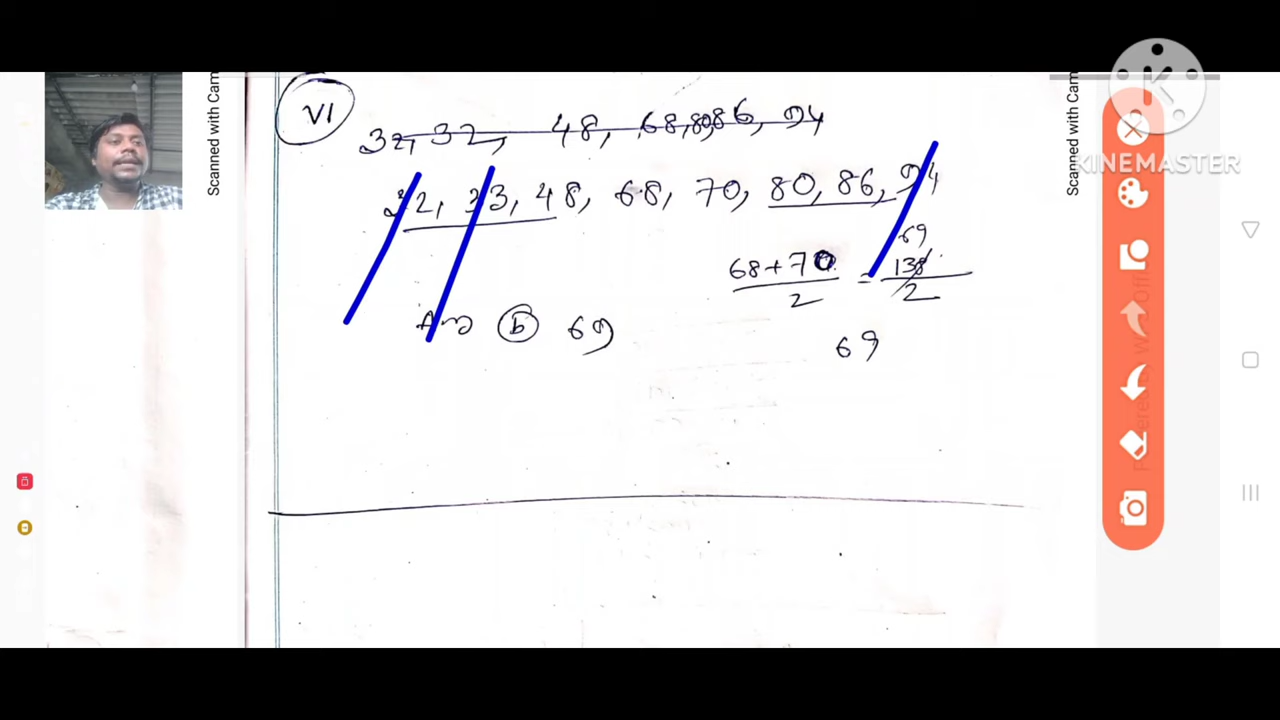 VI
32, 32, 48, 68, 80, 86, 94
32, 33, 48, 68, 70, 80, 86, 94
68+70 / 2 = 138 / 2
69
Ans (b) 69
69
Scanned with Cam
Scanned with Cam
KINEMASTER